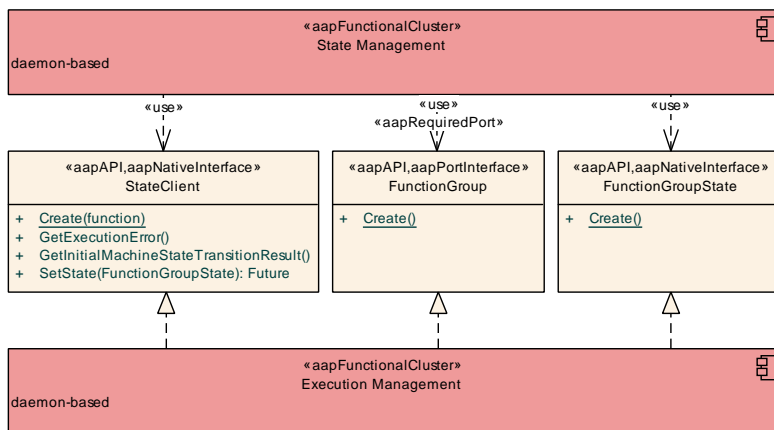 «aapFunctionalCluster»
State Management
daemon-based
«use»
«use»
«use»
«aapRequiredPort»
«aapAPI,aapNativeInterface»
StateClient
+ Create(function)
+ GetExecutionError()
+ GetInitialMachineStateTransitionResult()
+ SetState(FunctionGroupState): Future
«aapAPI,aapPortInterface»
FunctionGroup
+ Create()
«aapAPI,aapNativeInterface»
FunctionGroupState
+ Create()
«aapFunctionalCluster»
Execution Management
daemon-based